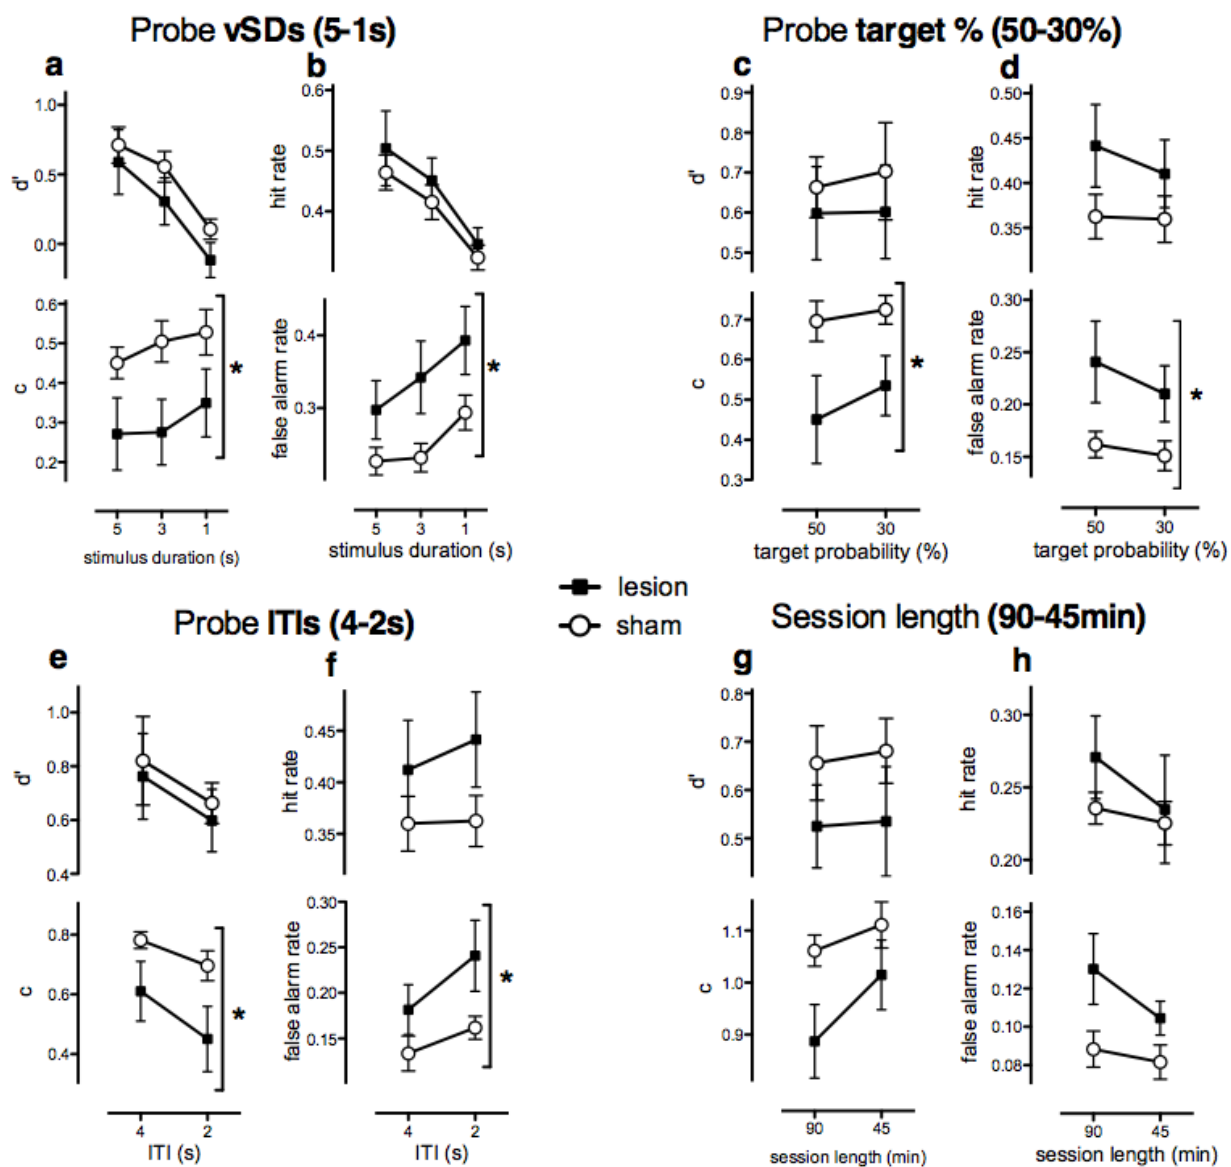 Probe vSDs (5-1s)
Probe target % (50-30%)
a
b
c
d
1.0
0.5
0.0
d'
0.6
0.5
0.4
hit rate
0.9
0.8
0.7
0.6
0.5
d'
0.50
0.45
0.40
0.35
hit rate
0.6
0.5
0.4
0.3
0.2
c
*
0.4
0.3
false alarm rate
*
0.7
0.6
0.5
0.4
0.3
c
*
0.30
0.25
0.20
0.15
false alarm rate
*
5 3 1
stimulus duration (s)
5 3 1
stimulus duration (s)
50 30
target probability (%)
50 30
target probability (%)
lesion
sham
Probe ITIs (4-2s)
Session length (90-45min)
e
f
g
h
1.0
0.8
0.6
0.4
d'
0.45
0.40
0.35
hit rate
0.8
0.7
0.6
0.5
d'
0.30
0.25
0.20
hit rate
0.8
0.6
0.4
c
*
0.30
0.25
0.20
0.15
false alarm rate
*
1.1
1.0
0.9
c
0.16
0.14
0.12
0.10
0.08
false alarm rate
4 2
ITI (s)
4 2
ITI (s)
90 45
session length (min)
90 45
session length (min)